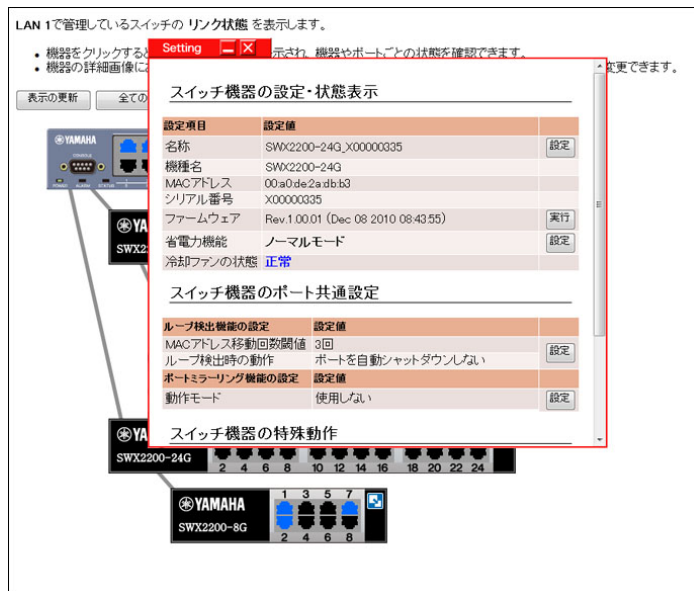 LAN 1で管理しているスイッチの リンク状態 を表示します。
• 機器をクリックする
示され、機器やポートごとの状態を確認できます。
• 機器の詳細画像に
変更できます。
表示の更新
全ての
Setting
スイッチ機器の設定・状態表示
設定項目 設定値
名称 SWX2200-24G_X00000335 設定
機種名 SWX2200-24G
MACアドレス 00:a0:de:2a:db:b3
シリアル番号 X00000335
ファームウェア Rev.1.00.01 (Dec 08 2010 08:43:55) 実行
省電力機能 ノーマルモード 設定
冷却ファンの状態 正常
スイッチ機器のポート共通設定
ループ検出機能の設定 設定値
MACアドレス移動回数閾値 3回
ループ検出時の動作 ポートを自動シャットダウンしない 設定
ポートミラーリング機能の設定 設定値
動作モード 使用しない 設定
スイッチ機器の特殊動作
YAMAHA
CONSOLE
POWER ALARM STATUS
YA
SWX2
YA
SWX2200-24G
2 4 6 8 10 12 14 16 18 20 22 24
YAMAHA
SWX2200-8G
1 3 5 7
2 4 6 8